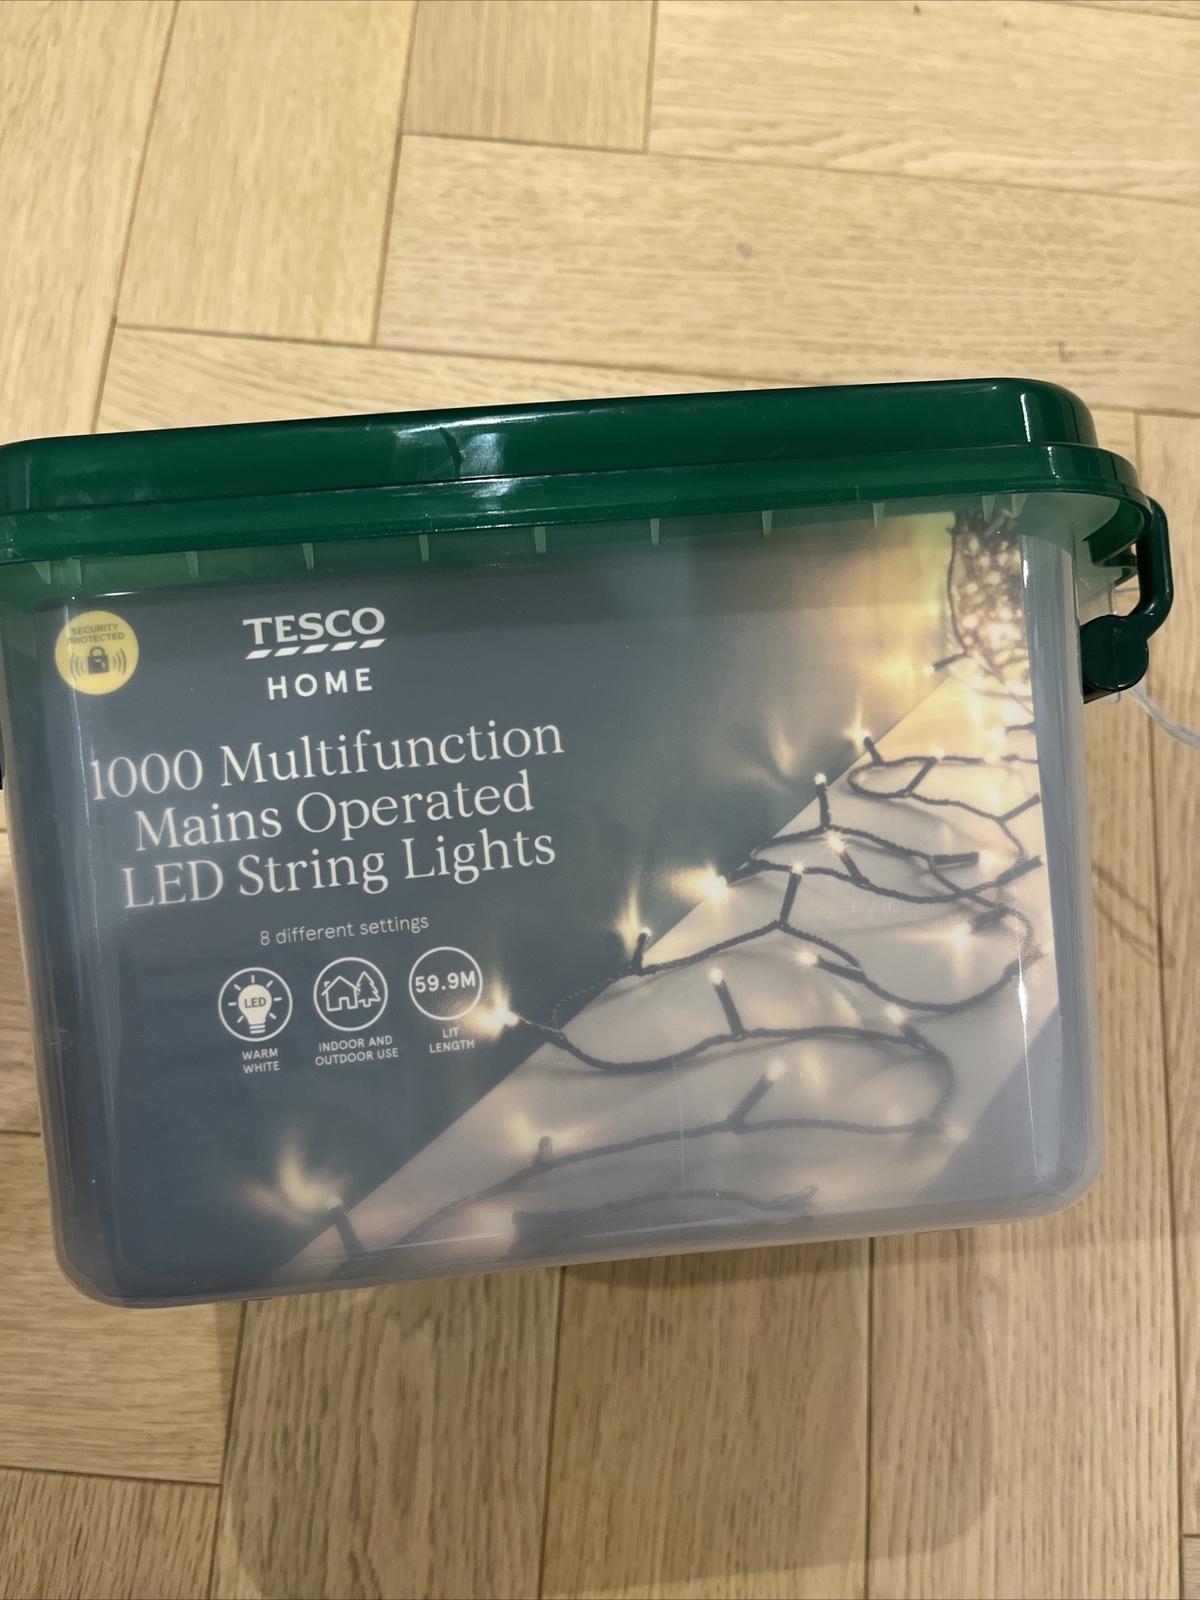 SECURITY
PROTECTED
TESCO
HOME
1000 Multifunction
Mains Operated
LED String Lights
8 different settings
LED
59.9M
WARM
WHITE
INDOOR AND
OUTDOOR USE
LIT
LENGTH